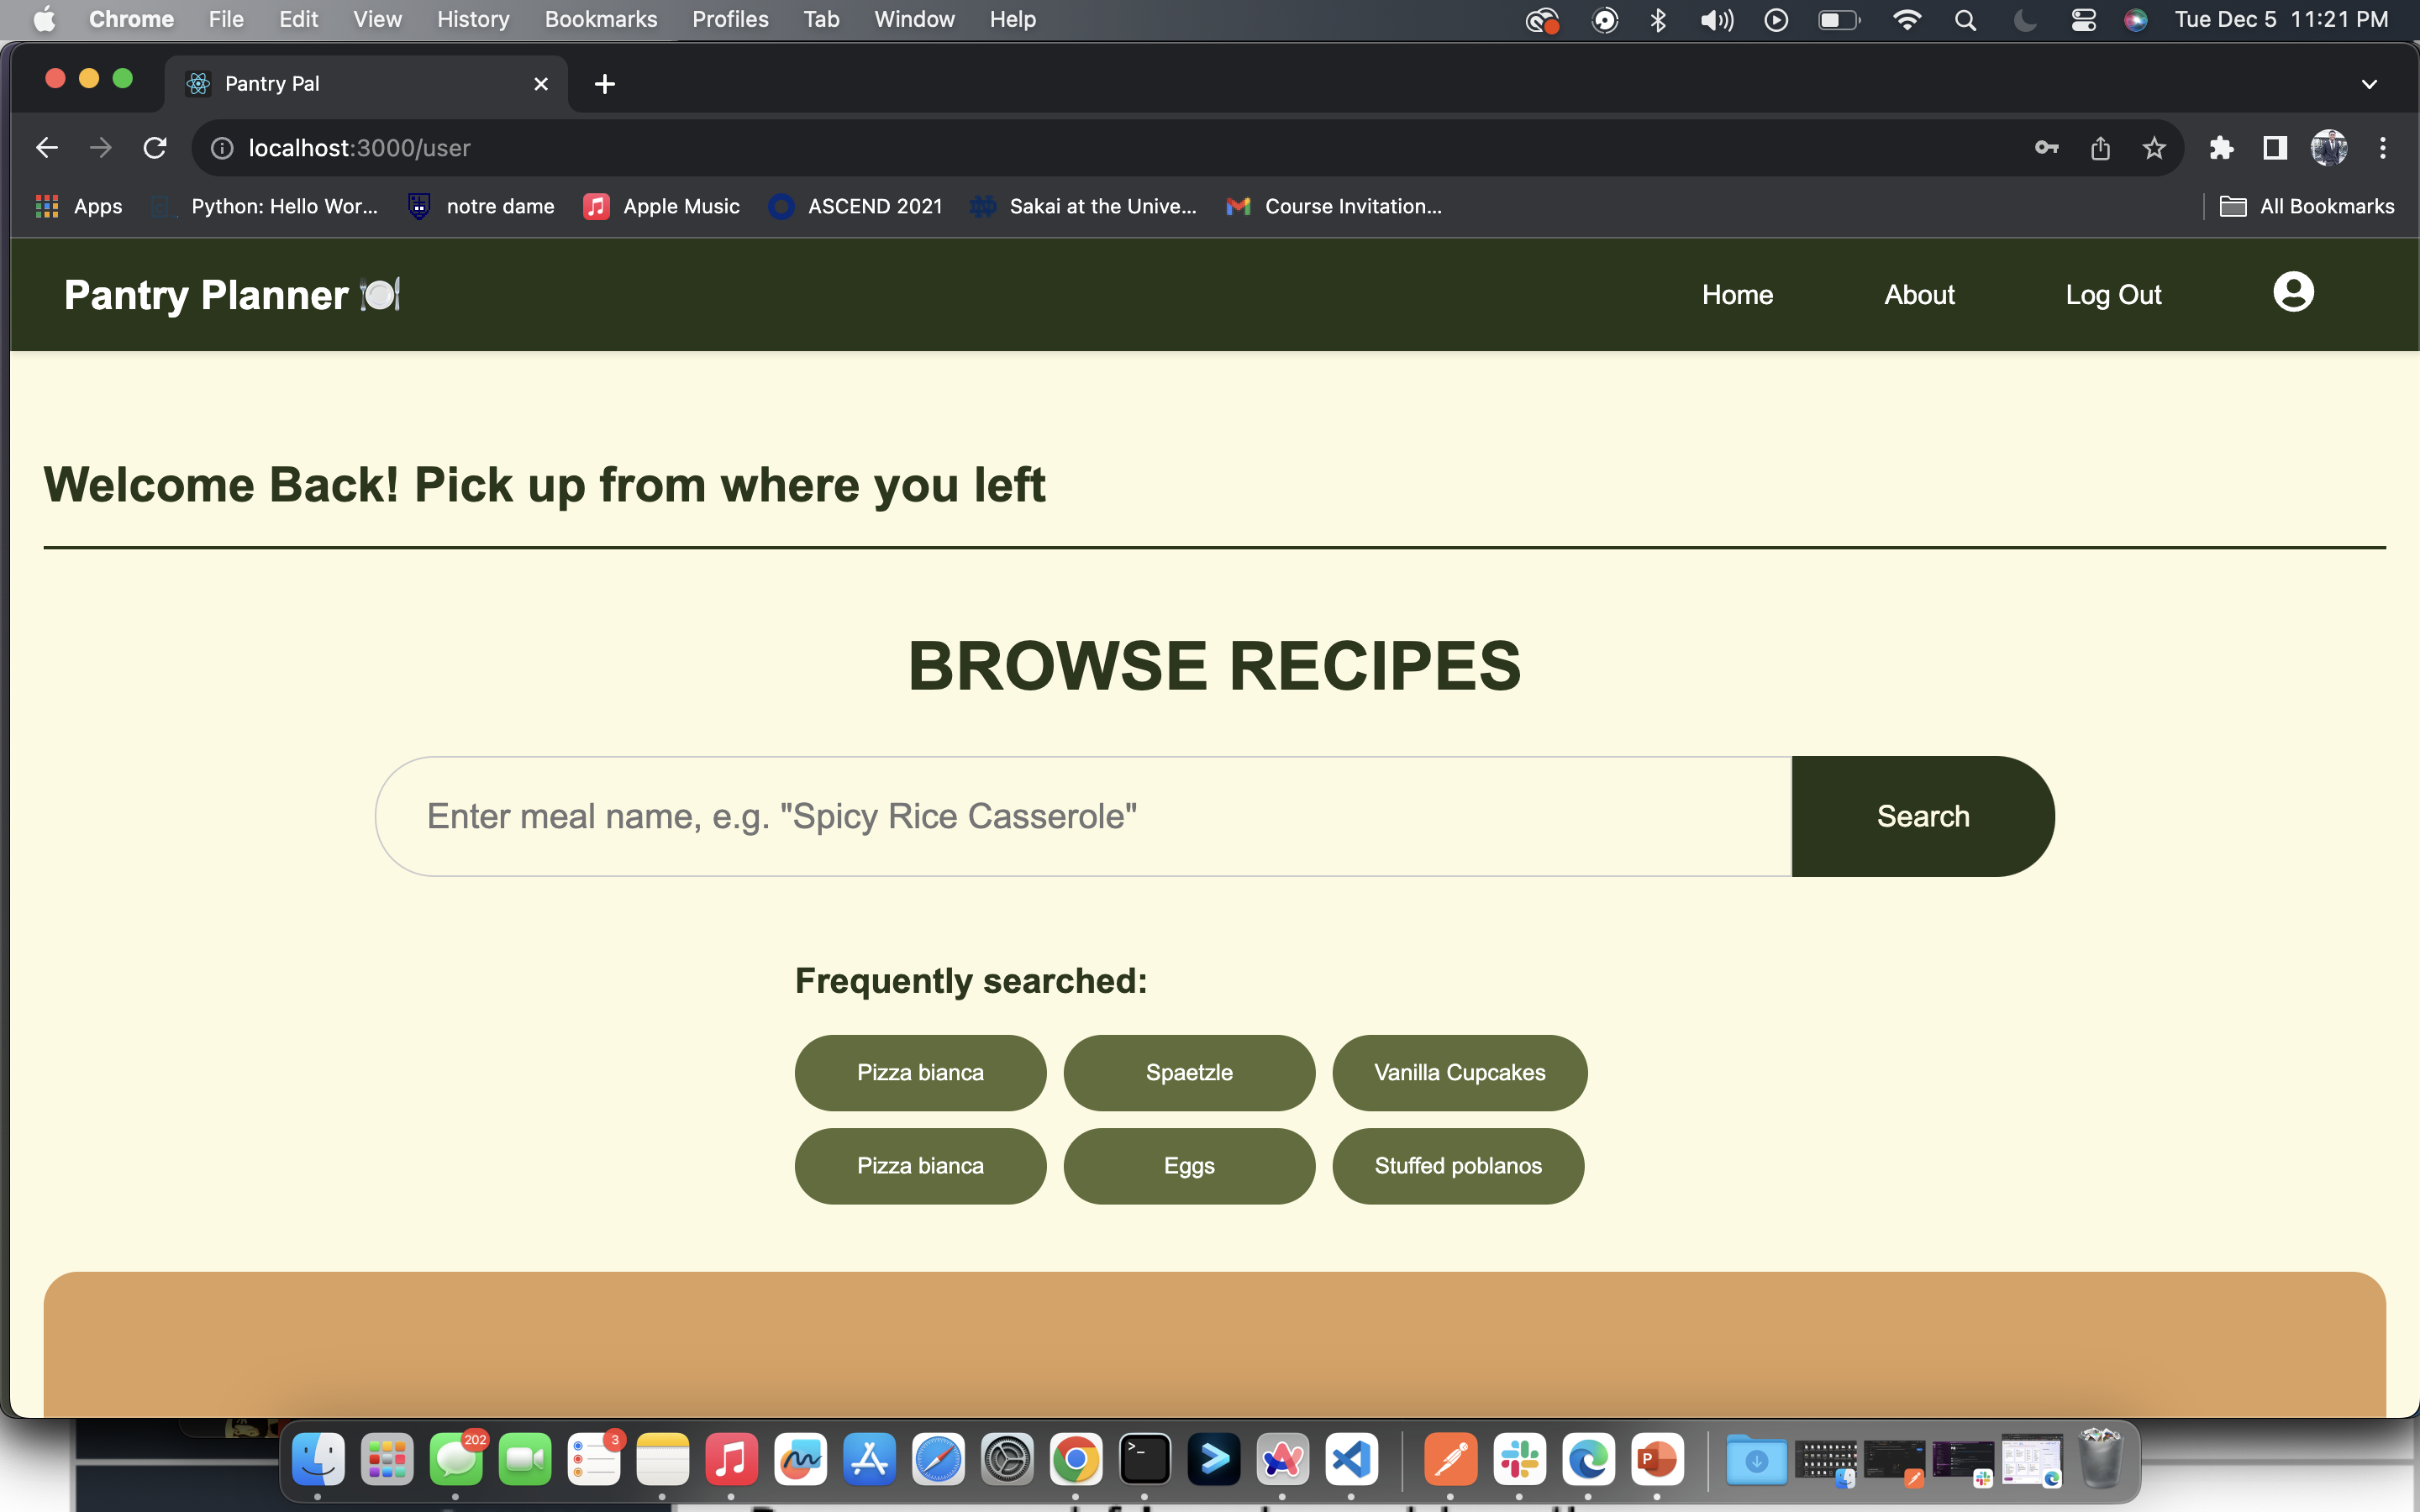 Chrome File Edit View History Bookmarks Profiles Tab Window Help Tue Dec 5 11:21 PM
Pantry Pal
localhost:3000/user
Apps Python: Hello Wor... notre dame Apple Music ASCEND 2021 Sakai at the Unive... Course Invitation... All Bookmarks
Pantry Planner Home About Log Out
Welcome Back! Pick up from where you left
BROWSE RECIPES
Enter meal name, e.g. "Spicy Rice Casserole" Search
Frequently searched:
Pizza bianca Spaetzle Vanilla Cupcakes
Pizza bianca Eggs Stuffed poblanos
202 3